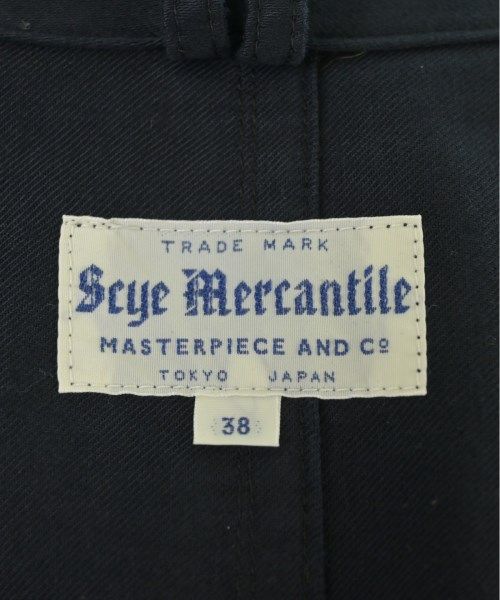 TRADE MARK
Scye Mercantile
MASTERPIECE AND Co
TOKYO JAPAN
38